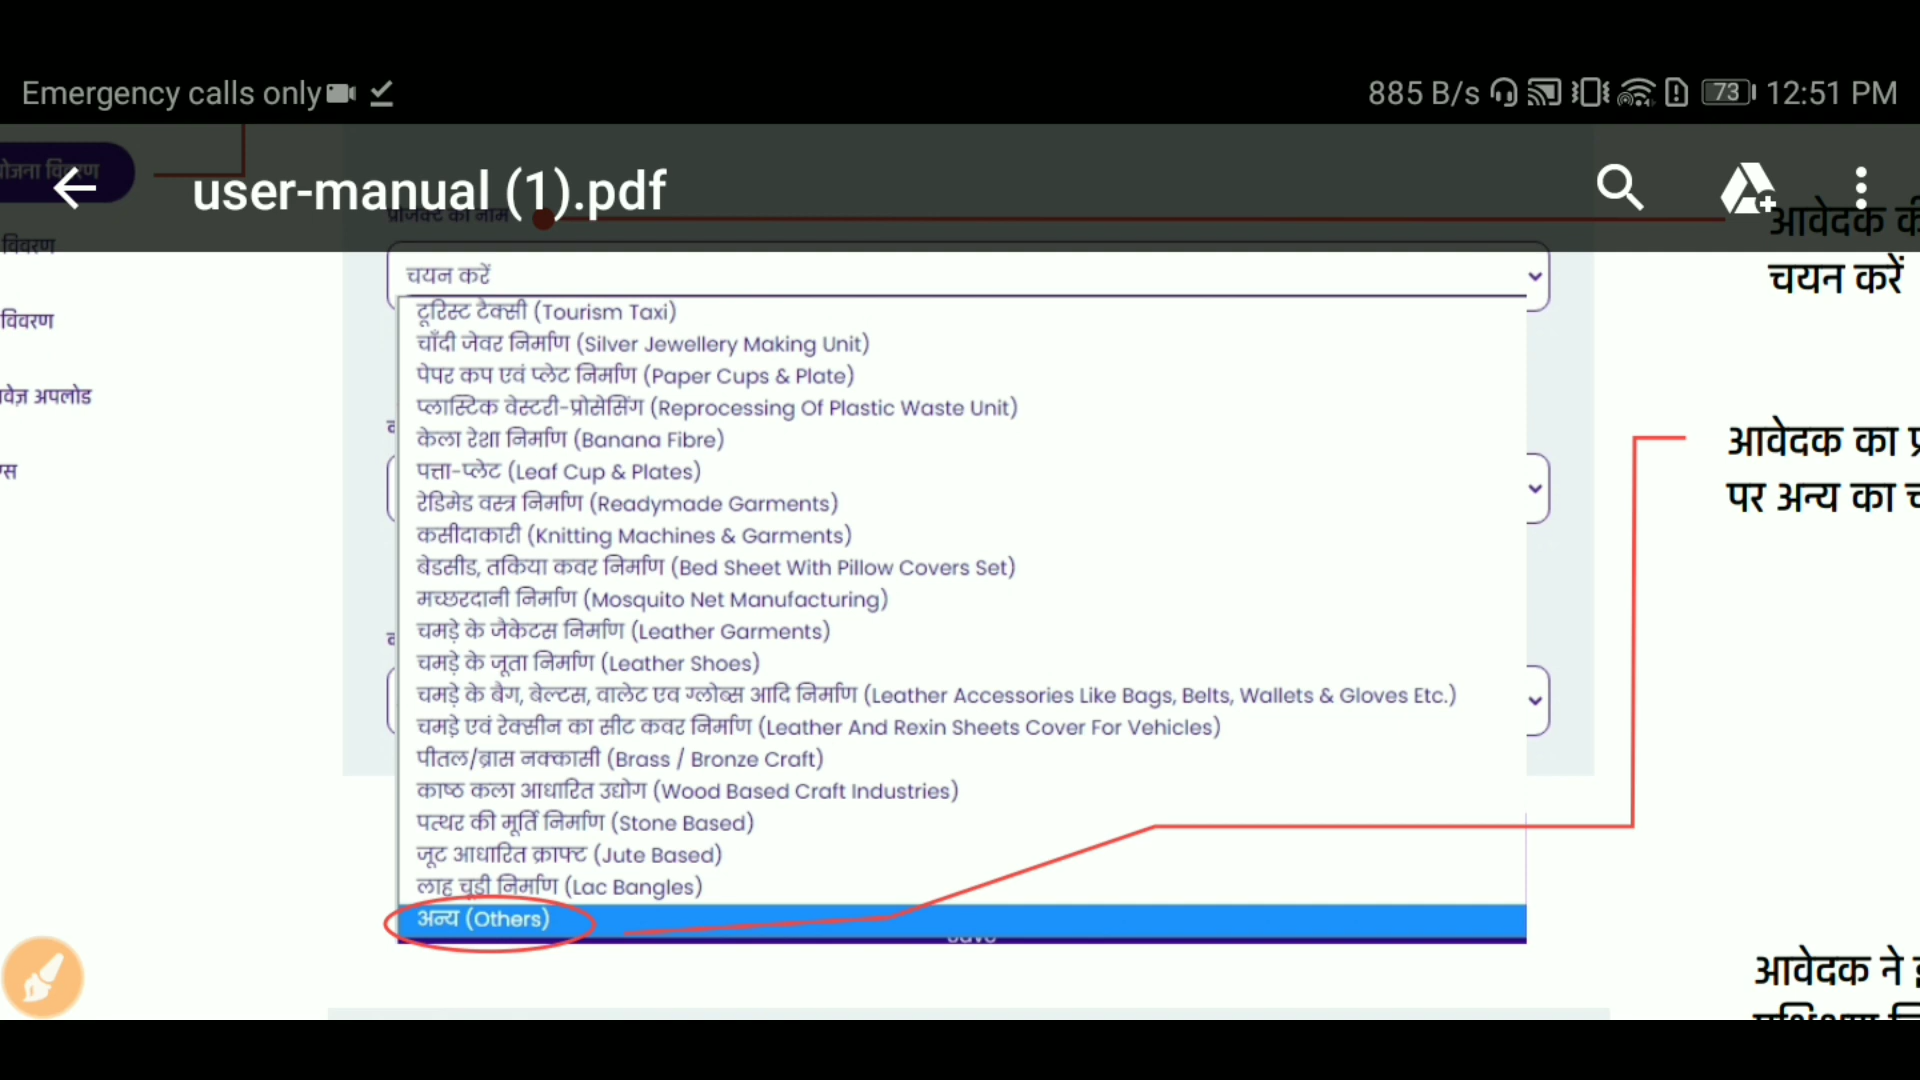 Emergency calls only
885 B/s 73 12:51 PM
user-manual (1).pdf
योजना विवरण
प्रोजेक्ट का नाम
आवेदक की
चयन करें
विवरण
चयन करें
विवरण
टूरिस्ट टैक्सी (Tourism Taxi)
चाँदी जेवर निर्माण (Silver Jewellery Making Unit)
पेपर कप एवं प्लेट निर्माण (Paper Cups & Plate)
प्लास्टिक वेस्टरी-प्रोसेसिंग (Reprocessing Of Plastic Waste Unit)
केला रेशा निर्माण (Banana Fibre)
पत्ता-प्लेट (Leaf Cup & Plates)
रेडिमेड वस्त्र निर्माण (Readymade Garments)
कसीदाकारी (Knitting Machines & Garments)
बेडसीड, तकिया कवर निर्माण (Bed Sheet With Pillow Covers Set)
मच्छरदानी निर्माण (Mosquito Net Manufacturing)
चमड़े के जैकेटस निर्माण (Leather Garments)
चमड़े के जूता निर्माण (Leather Shoes)
चमड़े के बैग, बेल्टस, वालेट एव ग्लोब्स आदि निर्माण (Leather Accessories Like Bags, Belts, Wallets & Gloves Etc.)
चमड़े एवं रेक्सीन का सीट कवर निर्माण (Leather And Rexin Sheets Cover For Vehicles)
पीतल/ब्रास नक्कासी (Brass / Bronze Craft)
काष्ठ कला आधारित उद्योग (Wood Based Craft Industries)
पत्थर की मूर्ति निर्माण (Stone Based)
जूट आधारित क्राफ्ट (Jute Based)
लाह चूड़ी निर्माण (Lac Bangles)
अन्य (Others)
अपलोड
आवेदक का
पर अन्य का
आवेदक ने